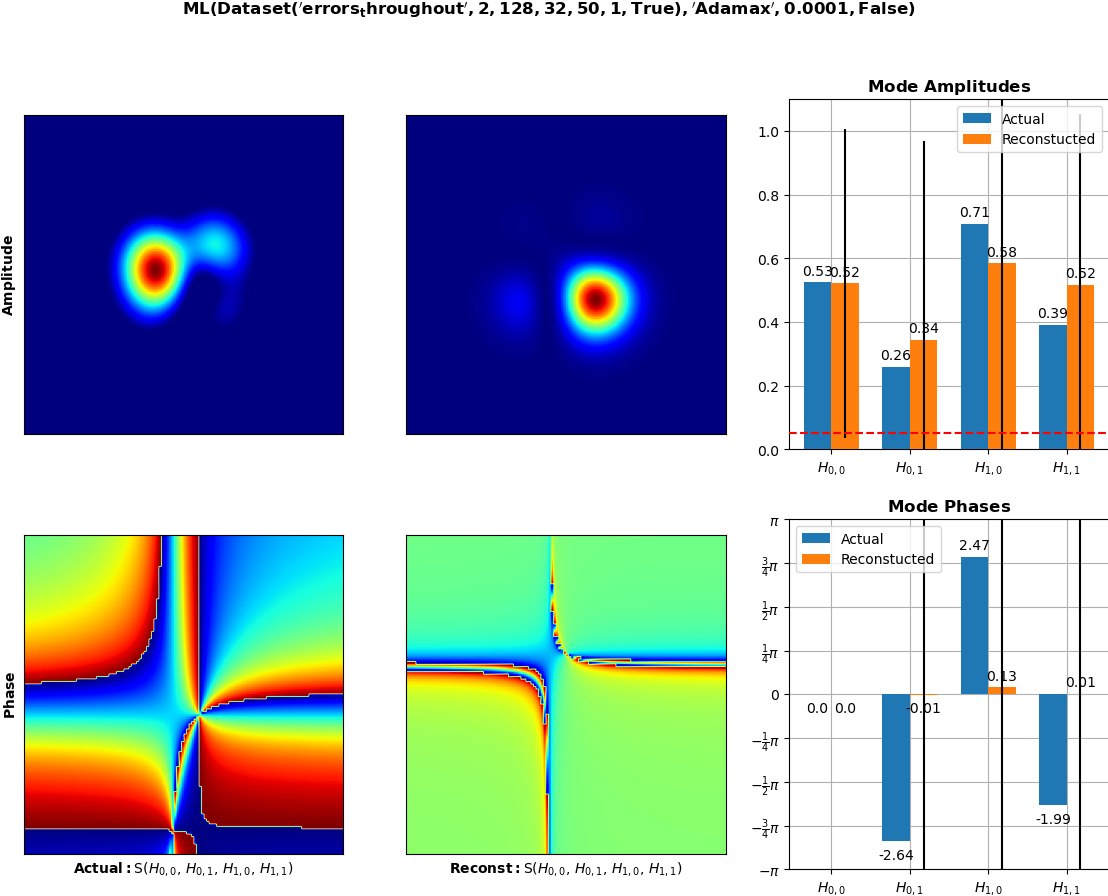 ML(Dataset('errors_throughout', 2, 128, 32, 50, 1, True), 'Adamax', 0.0001, False)
Amplitude
Mode Amplitudes
Actual
Reconstucted
1.0
0.8
0.6
0.4
0.2
0.0
0.53 0.52
0.26 0.34
0.71 0.58
0.39 0.52
H0,0 H0,1 H1,0 H1,1
Phase
Actual: S(H0,0, H0,1, H1,0, H1,1)
Reconst: S(H0,0, H0,1, H1,0, H1,1)
Mode Phases
Actual
Reconstucted
π
3/4π
1/2π
1/4π
0
−1/4π
−1/2π
−3/4π
−π
0.0 0.0
-2.64 -0.01
2.47 0.13
-1.99 0.01
H0,0 H0,1 H1,0 H1,1